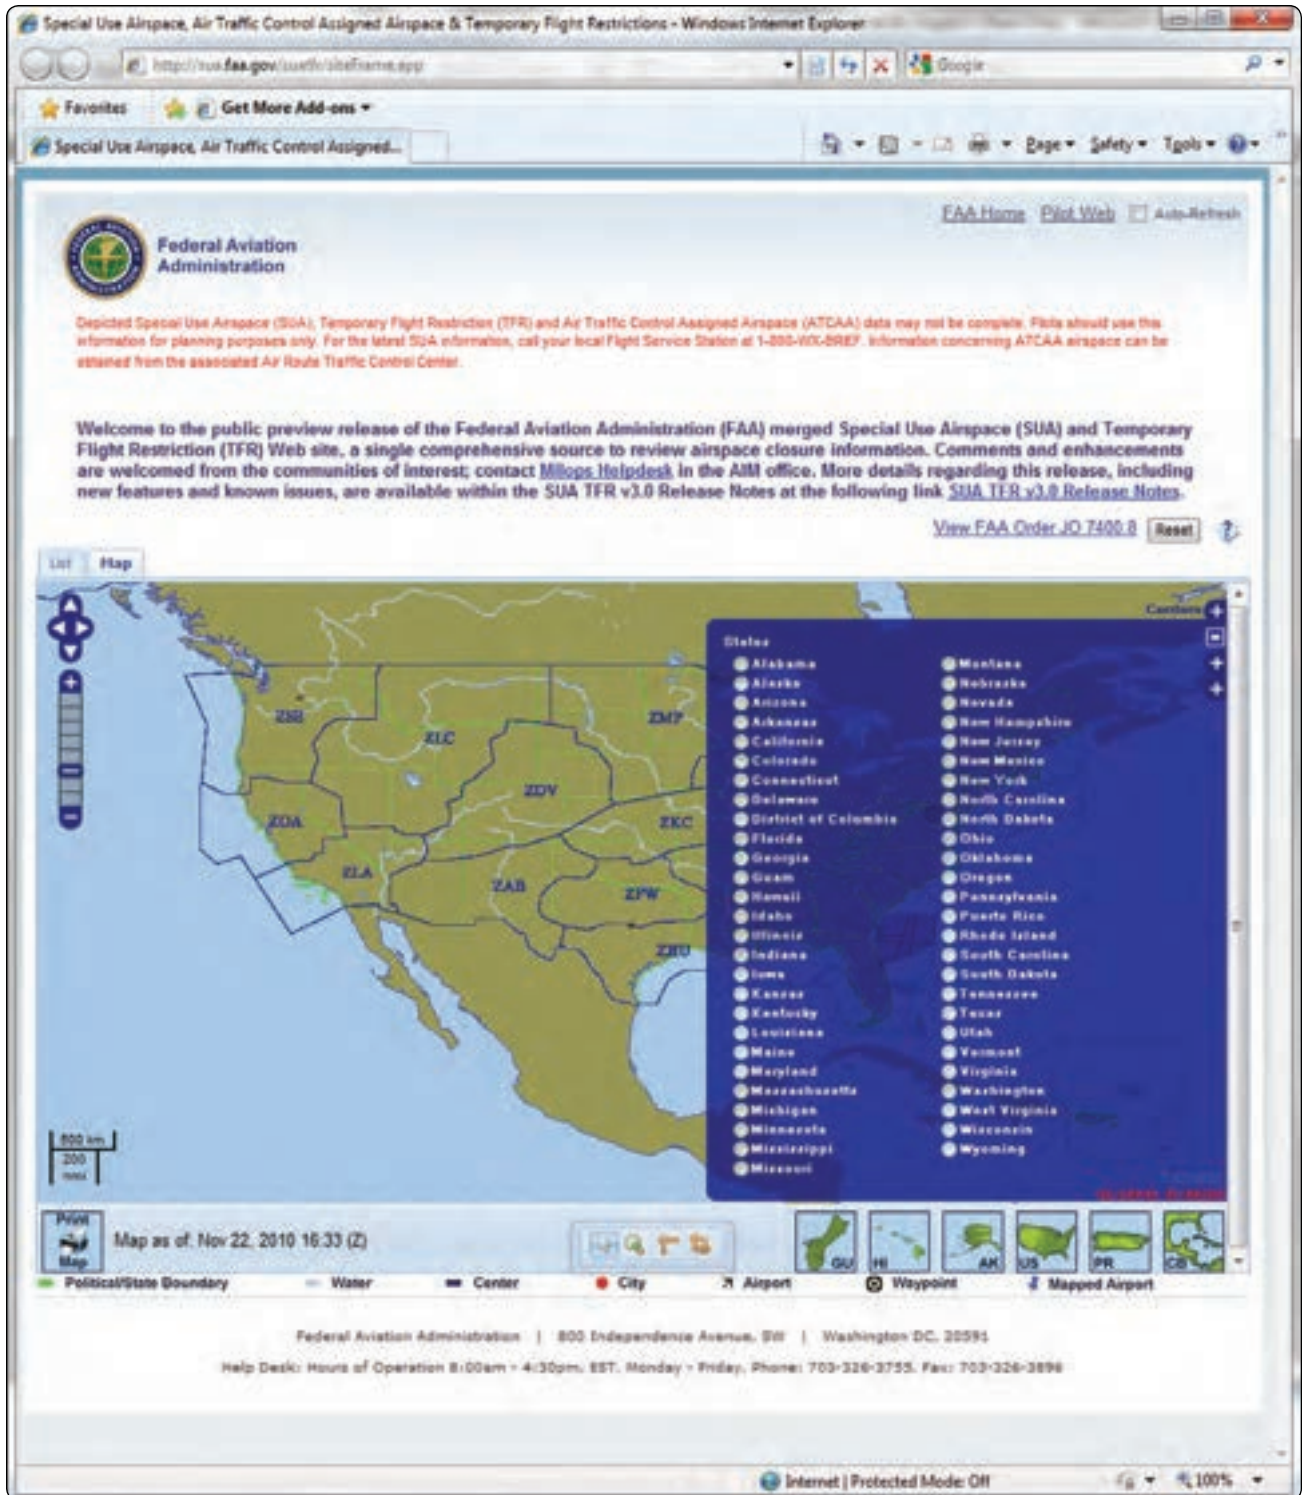 Special Use Airspace, Air Traffic Control Assigned Airspace & Temporary Flight Restrictions - Windows Internet Explorer
http://sua.faa.gov/sua/tfr/siteFrame.app
Google
Favorites Get More Add-ons
Special Use Airspace, Air Traffic Control Assigned...
Page Safety Tools
FAA Home Pilot Web Auto-Refresh
Federal Aviation
Administration
Depicted Special Use Airspace (SUA), Temporary Flight Restriction (TFR) and Air Traffic Control Assigned Airspace (ATCAA) data may not be complete. Pilots should use this
information for planning purposes only. For the latest SUA information, call your local Flight Service Station at 1-800-WX-BRIEF. Information concerning ATCAA airspace can be
obtained from the associated Air Route Traffic Control Center.
Welcome to the public preview release of the Federal Aviation Administration (FAA) merged Special Use Airspace (SUA) and Temporary
Flight Restriction (TFR) Web site, a single comprehensive source to review airspace closure information. Comments and enhancements
are welcomed from the communities of interest; contact Milops Helpdesk in the AIM office. More details regarding this release, including
new features and known issues, are available within the SUA TFR v3.0 Release Notes at the following link SUA TFR v3.0 Release Notes.
View FAA Order JO 7400.8 Reset
List Map
Centers
States
Alabama Montana
Alaska Nebraska
Arizona Nevada
Arkansas New Hampshire
California New Jersey
Colorado New Mexico
Connecticut New York
Delaware North Carolina
District of Columbia North Dakota
Florida Ohio
Georgia Oklahoma
Guam Oregon
Hawaii Pennsylvania
Idaho Puerto Rico
Illinois Rhode Island
Indiana South Carolina
Iowa South Dakota
Kansas Tennessee
Kentucky Texas
Louisiana Utah
Maine Vermont
Maryland Virginia
Massachusetts Washington
Michigan West Virginia
Minnesota Wisconsin
Mississippi Wyoming
Missouri
ZSE ZLC ZMP
ZDV
ZOA ZKC
ZLA ZAB ZFW
ZHU
500 km
200
nmi
Print
Map
Map as of: Nov 22, 2010 16:33 (Z)
GU HI AK US PR CB
Political/State Boundary Water Center City Airport Waypoint Mapped Airport
Federal Aviation Administration | 800 Independence Avenue, SW | Washington DC, 20591
Help Desk: Hours of Operation 8:00am - 4:30pm, EST, Monday - Friday, Phone: 703-326-3755, Fax: 703-326-3896
Internet | Protected Mode: Off 100%